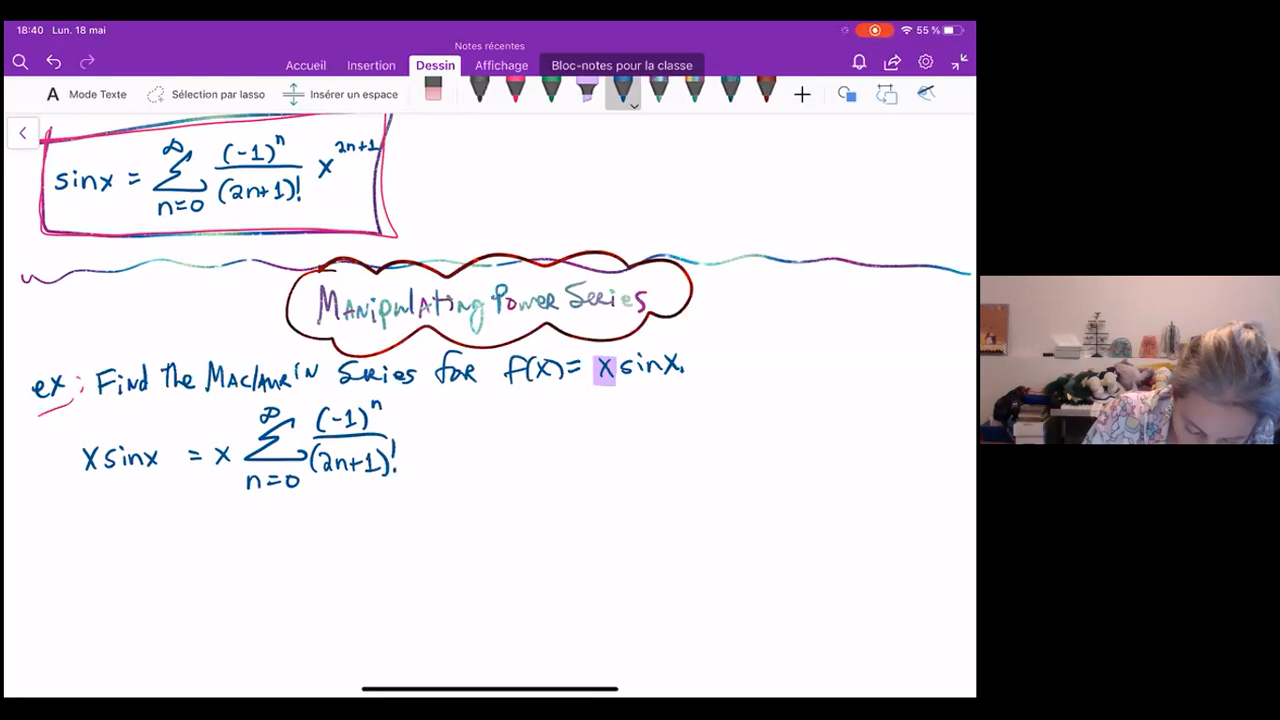 18:40 Lun. 18 mai
55 %
Notes récentes
Accueil Insertion Dessin Affichage Bloc-notes pour la classe
A Mode Texte Sélection par lasso Insérer un espace
sinx = ∞ Σ n=0 (-1)^n / (2n+1)! x^2n+1
Manipulating Power Series
ex: Find the Maclaurin Series for f(x)= x sinx.
x sinx = x ∞ Σ n=0 (-1)^n / (2n+1)!